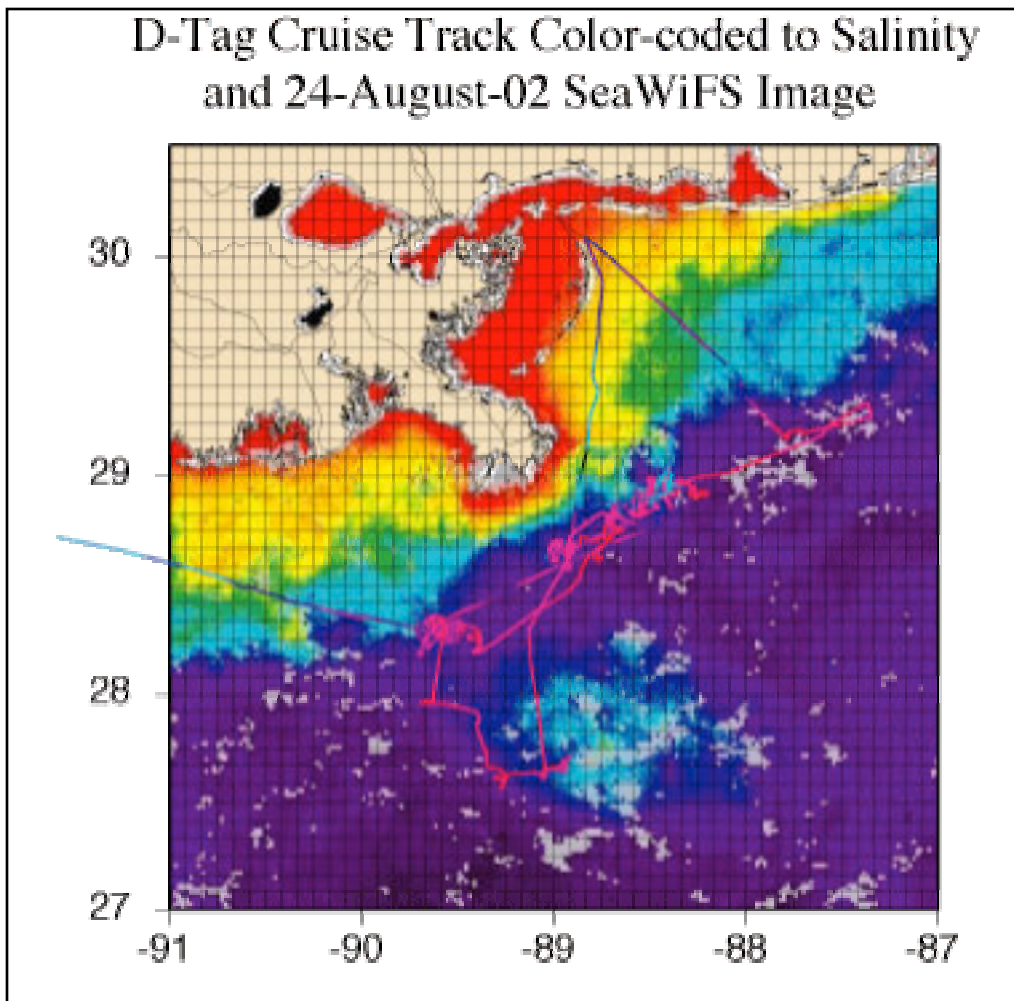 D-Tag Cruise Track Color-coded to Salinity
and 24-August-02 SeaWiFS Image
30
29
28
27
-91 -90 -89 -88 -87